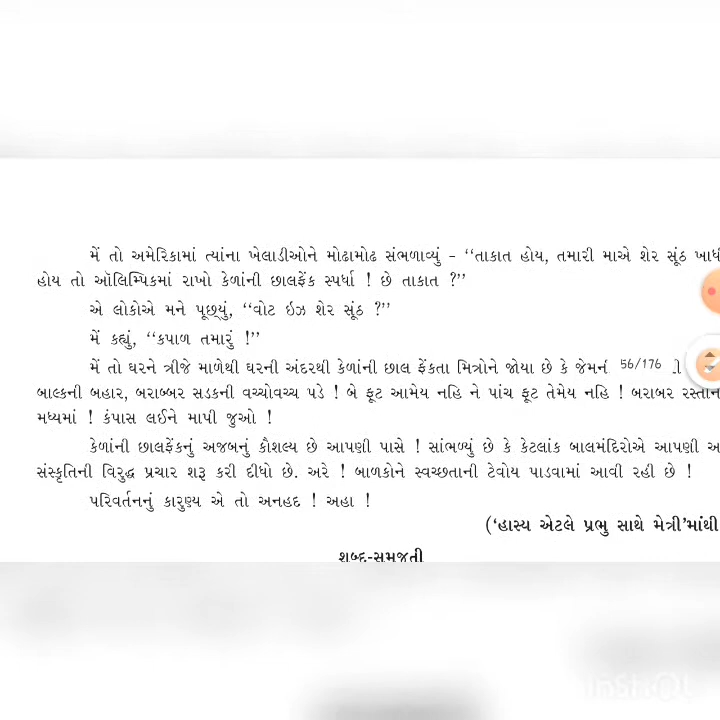 મેં તો અમેરિકામાં ત્યાંના ખેલાડીઓને મોઢામોઢ સંભળાવ્યું - ‘‘તાકાત હોય, તમારી માએ શેર સૂંઠ ખાધી
હોય તો ઑલિમ્પિકમાં રાખો કેળાંની છાલફેંક સ્પર્ધા ! છે તાકાત ?’’
એ લોકોએ મને પૂછ્યું, ‘‘વોટ ઇઝ શેર સૂંઠ ?’’
મેં કહ્યું, ‘‘કપાળ તમારું !’’
મેં તો ઘરને ત્રીજે માળેથી ઘરની અંદરથી કેળાંની છાલ ફેંકતા મિત્રોને જોયા છે કે 56/176
બાલ્કની બહાર, બરાબ્બર સડકની વચ્ચોવચ્ચ પડે ! બે ફૂટ આમેય નહિ ને પાંચ ફૂટ તેમેય નહિ ! બરાબર
મધ્યમાં ! કંપાસ લઈને માપી જુઓ !
કેળાંની છાલફેંકનું અજબનું કૌશલ્ય છે આપણી પાસે ! સાંભળ્યું છે કે કેટલાંક બાલમંદિરોએ આપણી
સંસ્કૃતિની વિરુદ્ધ પ્રચાર શરૂ કરી દીધો છે. અરે ! બાળકોને સ્વચ્છતાની ટેવોય પાડવામાં આવી રહી છે !
પરિવર્તનનું કારુણ્ય એ તો અનહદ ! અહા !
(‘હાસ્ય એટલે પ્રભુ સાથે મૈત્રી’માંથી
શબ્દ-સમજૂતી